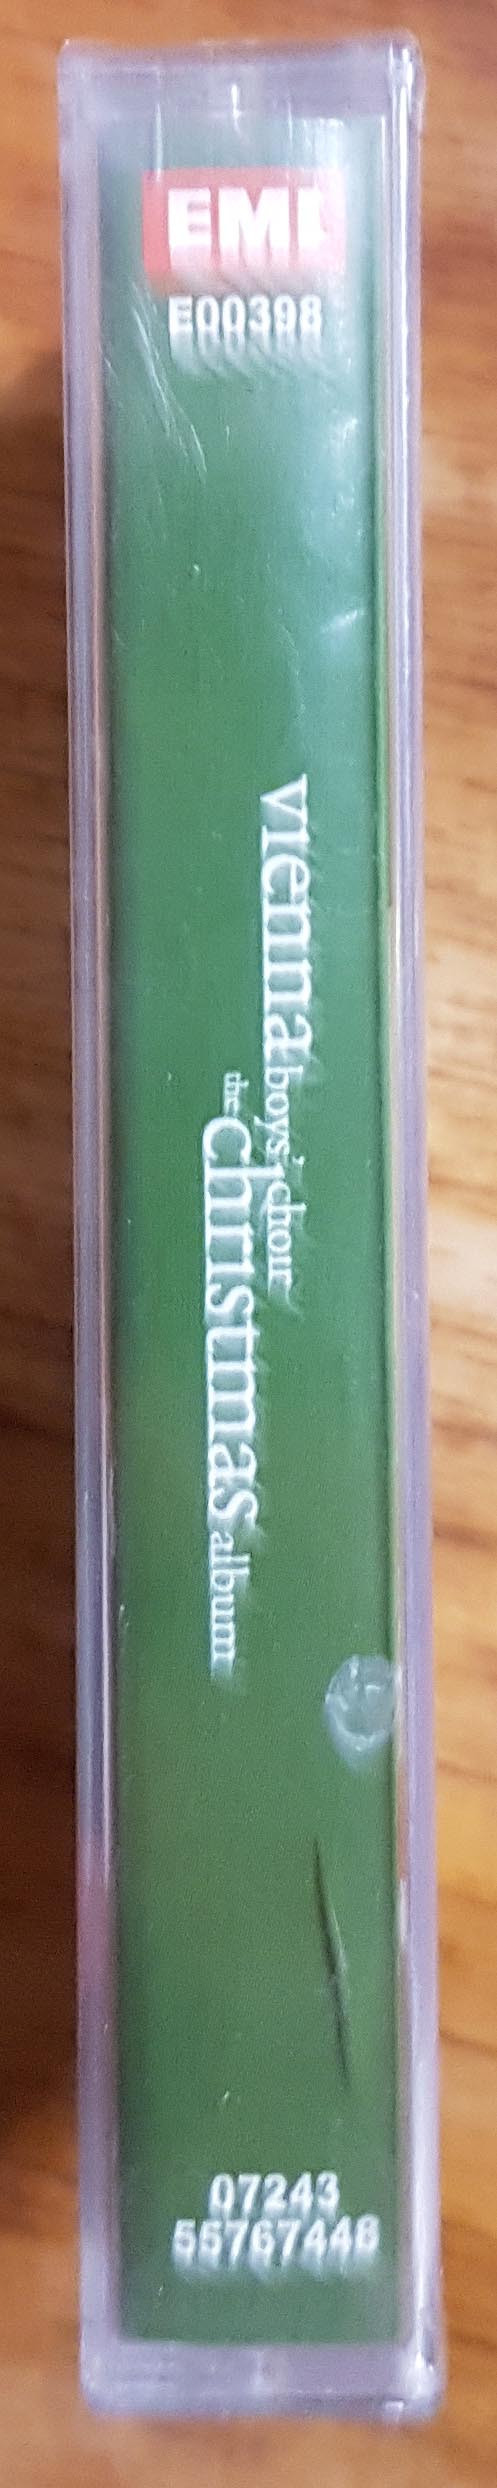 EMI
E00398
vienna boys' choir
the christmas album
07243
55767448